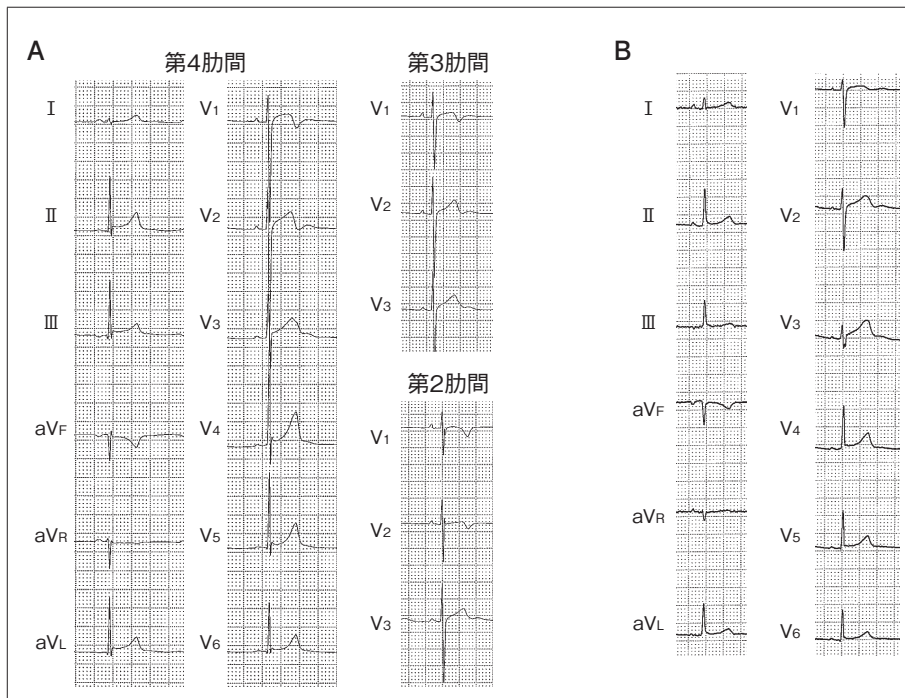 A
第4肋間
第3肋間
B
I
V1
V1
I
V1
II
V2
V2
II
V2
III
V3
V3
III
V3
第2肋間
aVF
V4
V1
aVF
V4
aVR
V5
V2
aVR
V5
aVL
V6
V3
aVL
V6